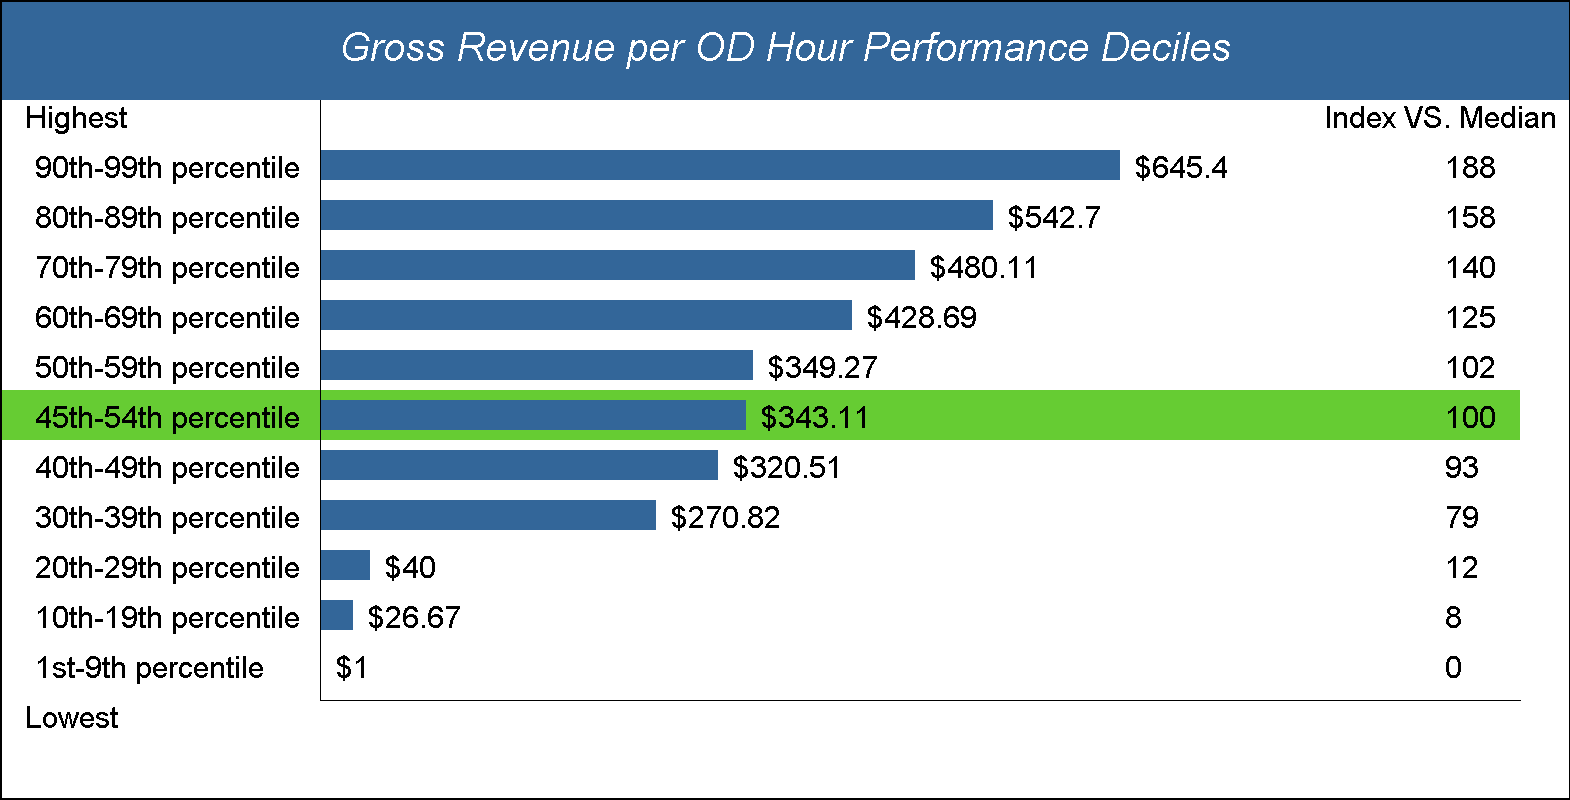 Gross Revenue per OD Hour Performance Deciles
Highest Index VS. Median
90th-99th percentile $645.4 188
80th-89th percentile $542.7 158
70th-79th percentile $480.11 140
60th-69th percentile $428.69 125
50th-59th percentile $349.27 102
45th-54th percentile $343.11 100
40th-49th percentile $320.51 93
30th-39th percentile $270.82 79
20th-29th percentile $40 12
10th-19th percentile $26.67 8
1st-9th percentile $1 0
Lowest